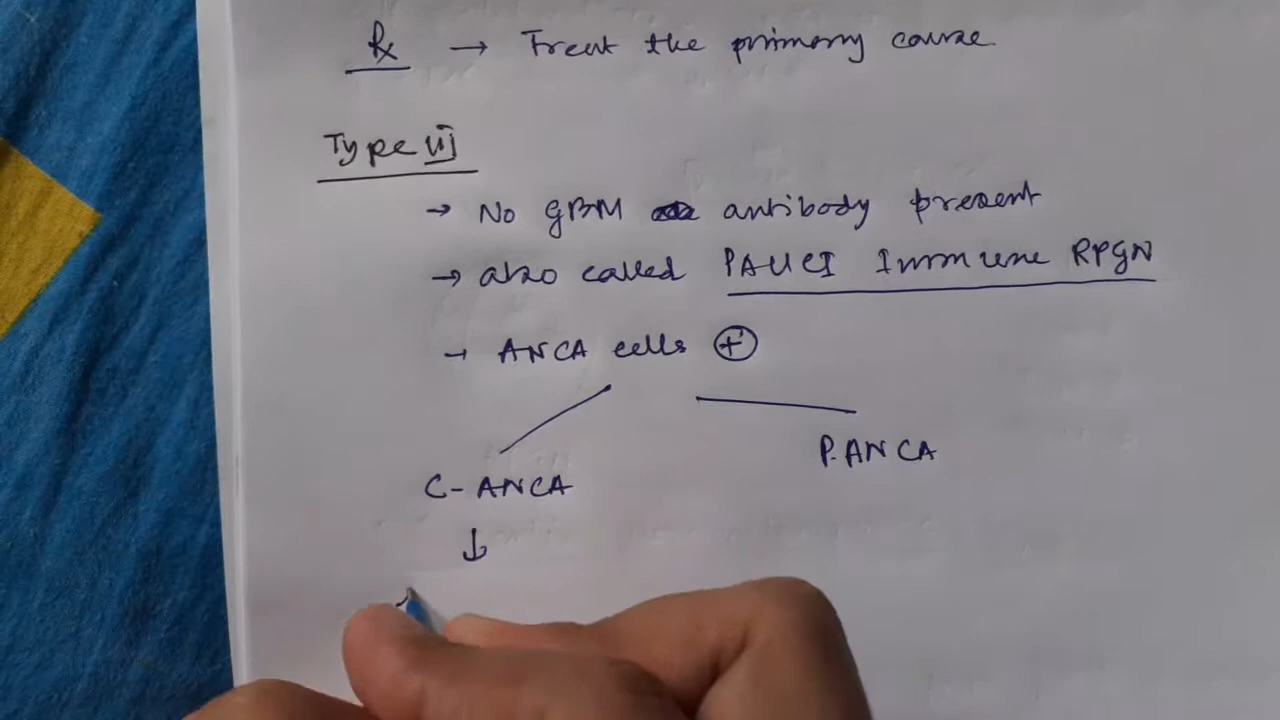 Rx → Treat the primary cause
Type III
→ No GBM antibody present
→ also called PAUCI Immune RPGN
→ ANCA cells +
P-ANCA
C-ANCA
↓